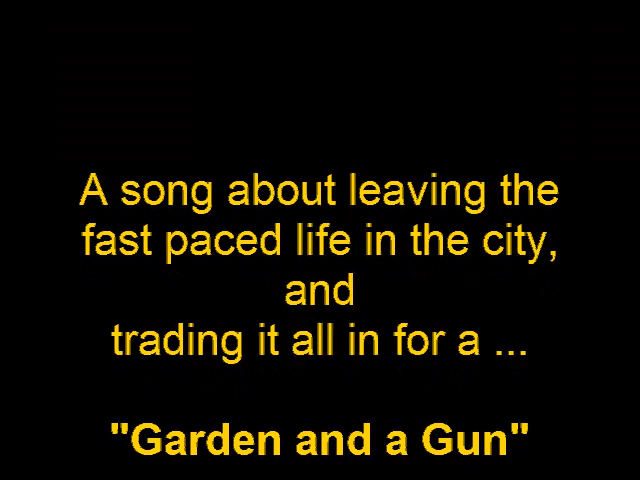 A song about leaving the
fast paced life in the city,
and
trading it all in for a ...
"Garden and a Gun"